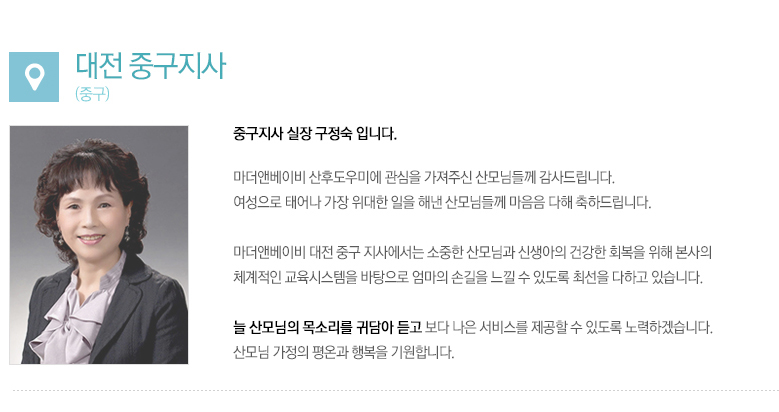 대전 중구지사
(중구)
중구지사 실장 구정숙 입니다.
마더앤베이비 산후도우미에 관심을 가져주신 산모님들께 감사드립니다.
여성으로 태어나 가장 위대한 일을 해낸 산모님들께 마음음 다해 축하드립니다.
마더앤베이비 대전 중구 지사에서는 소중한 산모님과 신생아의 건강한 회복을 위해 본사의
체계적인 교육시스템을 바탕으로 엄마의 손길을 느낄 수 있도록 최선을 다하고 있습니다.
늘 산모님의 목소리를 귀담아 듣고 보다 나은 서비스를 제공할 수 있도록 노력하겠습니다.
산모님 가정의 평온과 행복을 기원합니다.